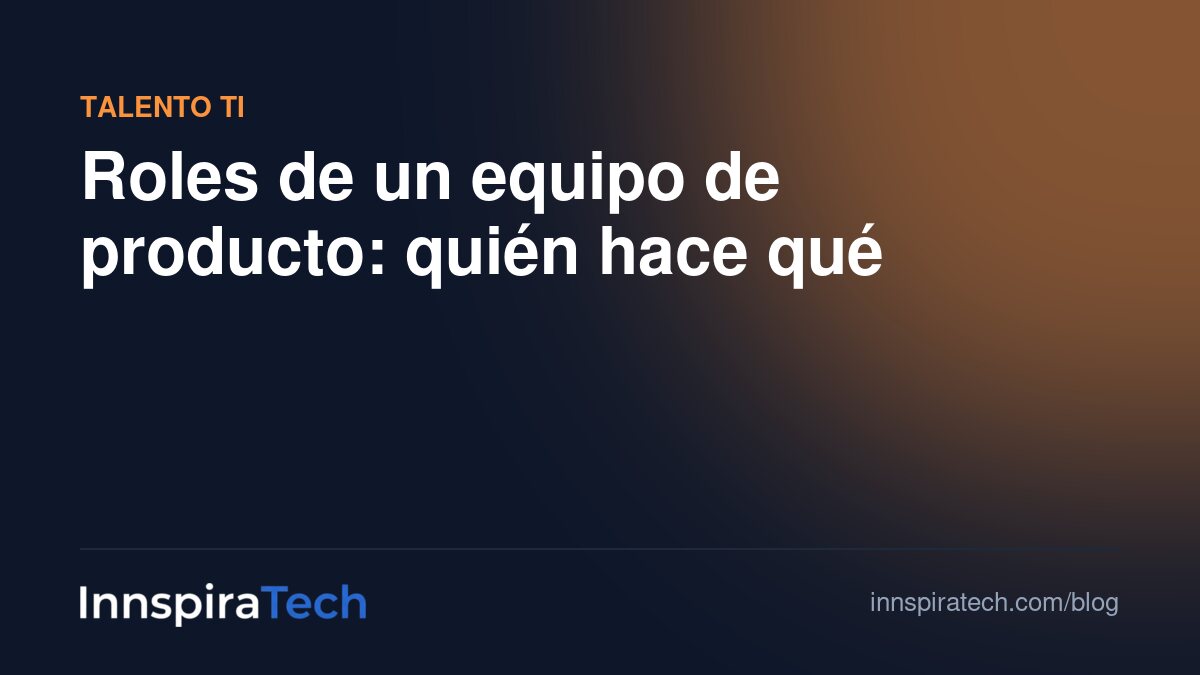 TALENTO TI
Roles de un equipo de
producto: quién hace qué
InnspiraTech
innspiratech.com/blog